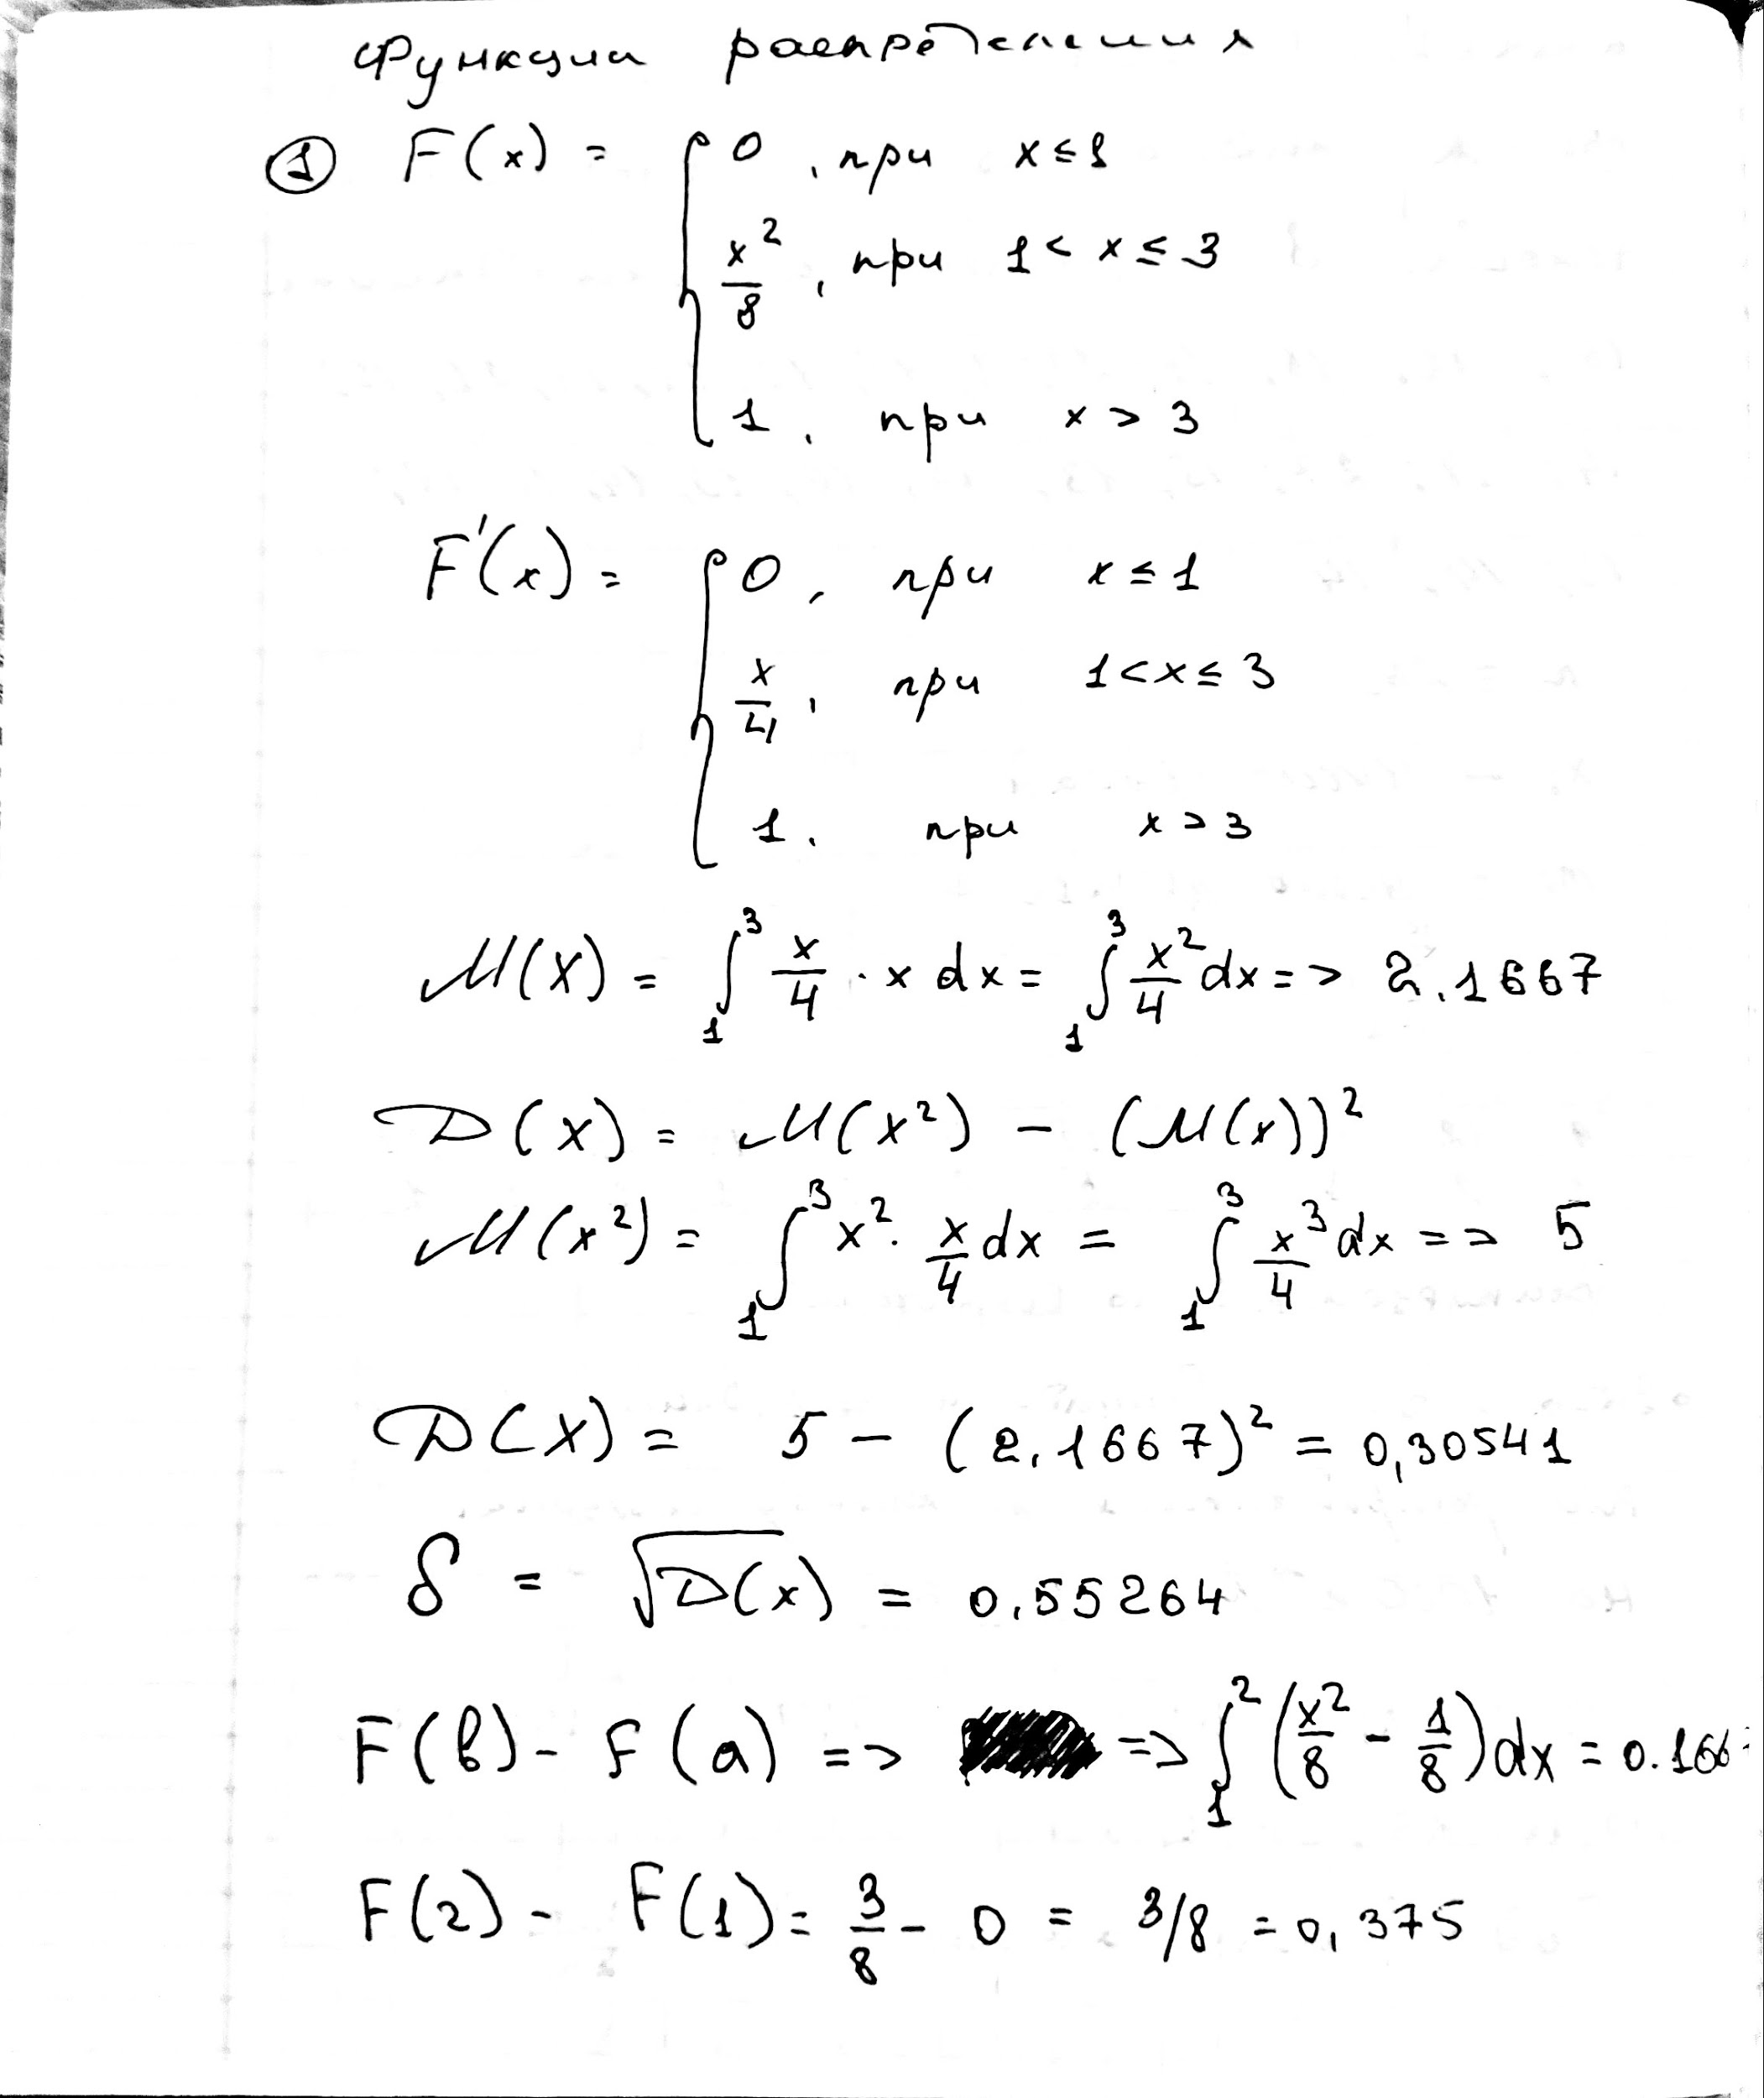 Функция распределения
① F(x) = { 0, при x ≤ 1
x²/8, при 1 < x ≤ 3
1, при x > 3
F'(x) = { 0, при x ≤ 1
x/4, при 1 < x ≤ 3
1, при x > 3
M(X) = ∫₁³ x/4 · x dx = ∫₁³ x²/4 dx => 2.1667
D(X) = M(x²) - (M(x))²
M(x²) = ∫₁³ x² · x/4 dx = ∫₁³ x³/4 dx => 5
D(X) = 5 - (2.1667)² = 0,30541
δ = √D(x) = 0.55264
F(b) - F(a) => => ∫₁² (x²/8 - 1/8) dx = 0.166
F(2) - F(1) = 3/8 - 0 = 3/8 = 0,375